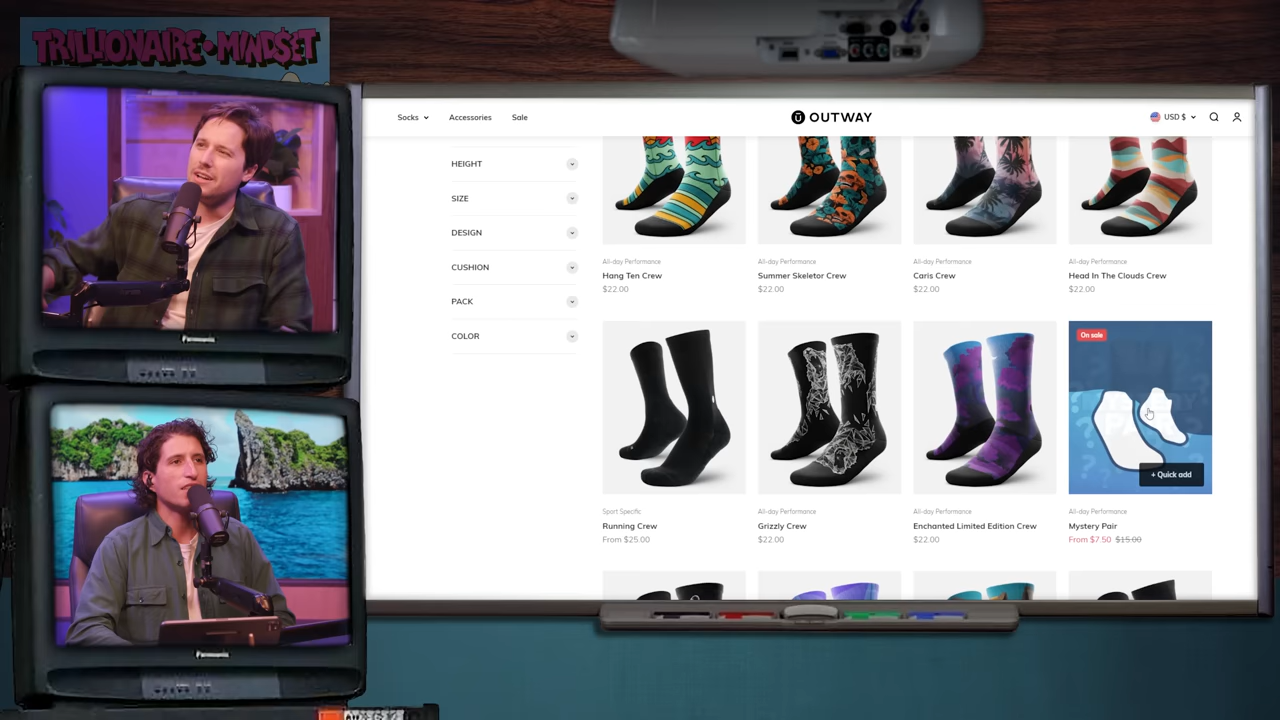 TRILLIONAIRE•MINDSET
Socks
Accessories
Sale
OUTWAY
USD $
HEIGHT
SIZE
DESIGN
CUSHION
PACK
COLOR
All-day Performance
Hang Ten Crew
$22.00
All-day Performance
Summer Skeletor Crew
$22.00
All-day Performance
Caris Crew
$22.00
All-day Performance
Head In The Clouds Crew
$22.00
Sport Specific
Running Crew
From $25.00
All-day Performance
Grizzly Crew
$22.00
All-day Performance
Enchanted Limited Edition Crew
$22.00
On sale
+ Quick add
All-day Performance
Mystery Pair
From $7.50 $15.00